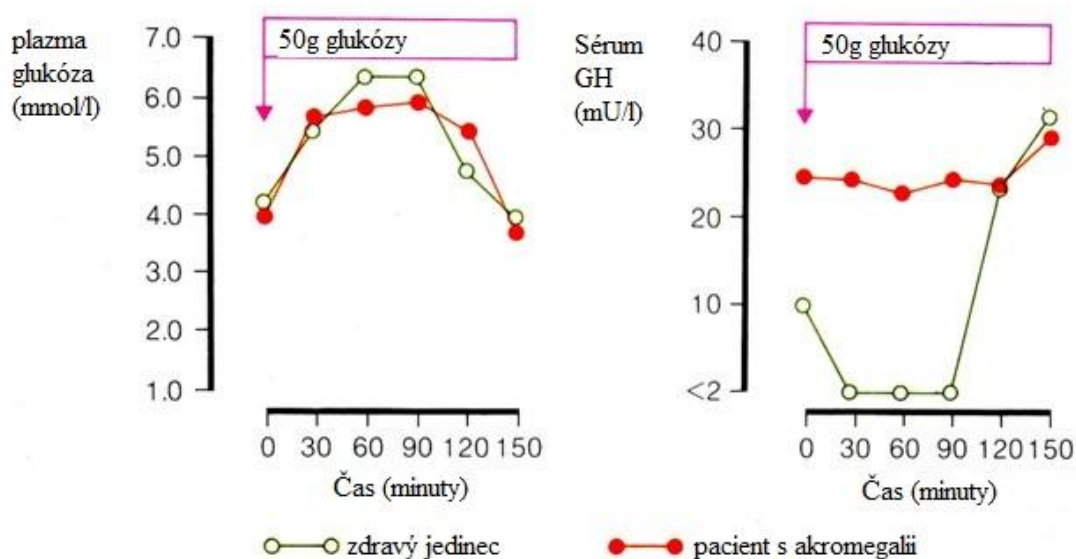 plazma
glukóza
(mmol/l)
50g glukózy
7.0
6.0
5.0
4.0
3.0
2.0
1.0
0 30 60 90 120 150
Čas (minuty)
Sérum
GH
(mU/l)
50g glukózy
40
30
20
10
<2
0 30 60 90 120 150
Čas (minuty)
zdravý jedinec
pacient s akromegalii